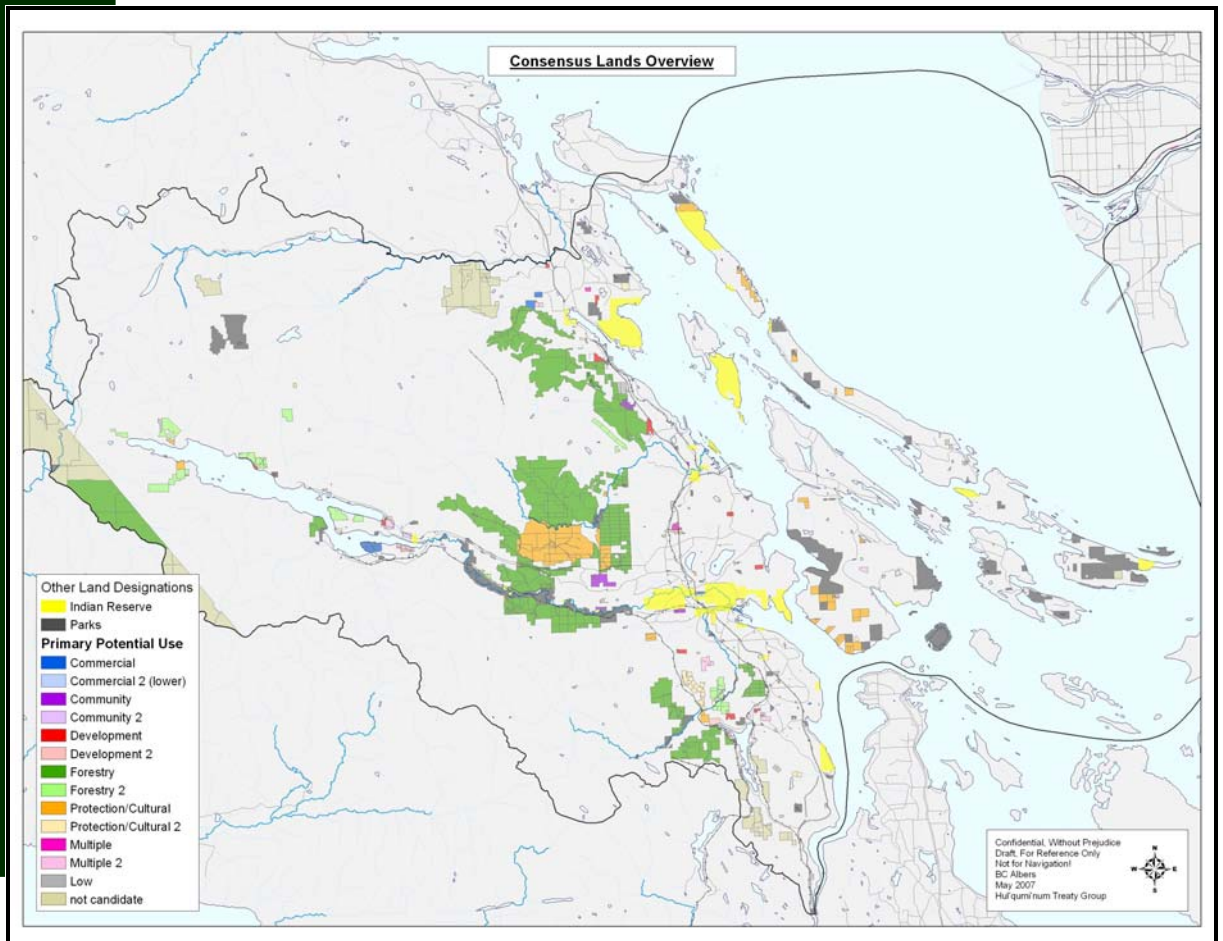 Consensus Lands Overview
Other Land Designations
Indian Reserve
Parks
Primary Potential Use
Commercial
Commercial 2 (lower)
Community
Community 2
Development
Development 2
Forestry
Forestry 2
Protection/Cultural
Protection/Cultural 2
Multiple
Multiple 2
Low
not candidate
Confidential, Without Prejudice
Draft, For Reference Only
Not for Navigation!
BC Albers
May 2007
Hul'qumi'num Treaty Group
N
W E
S